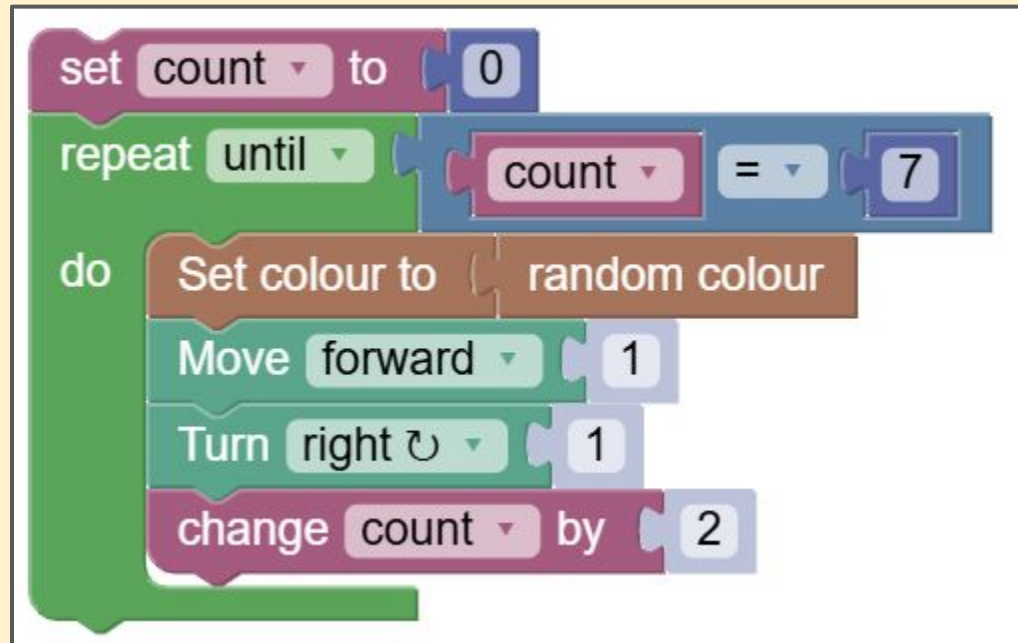 set count to 0
repeat until count = 7
do Set colour to random colour
Move forward 1
Turn right ↻ 1
change count by 2